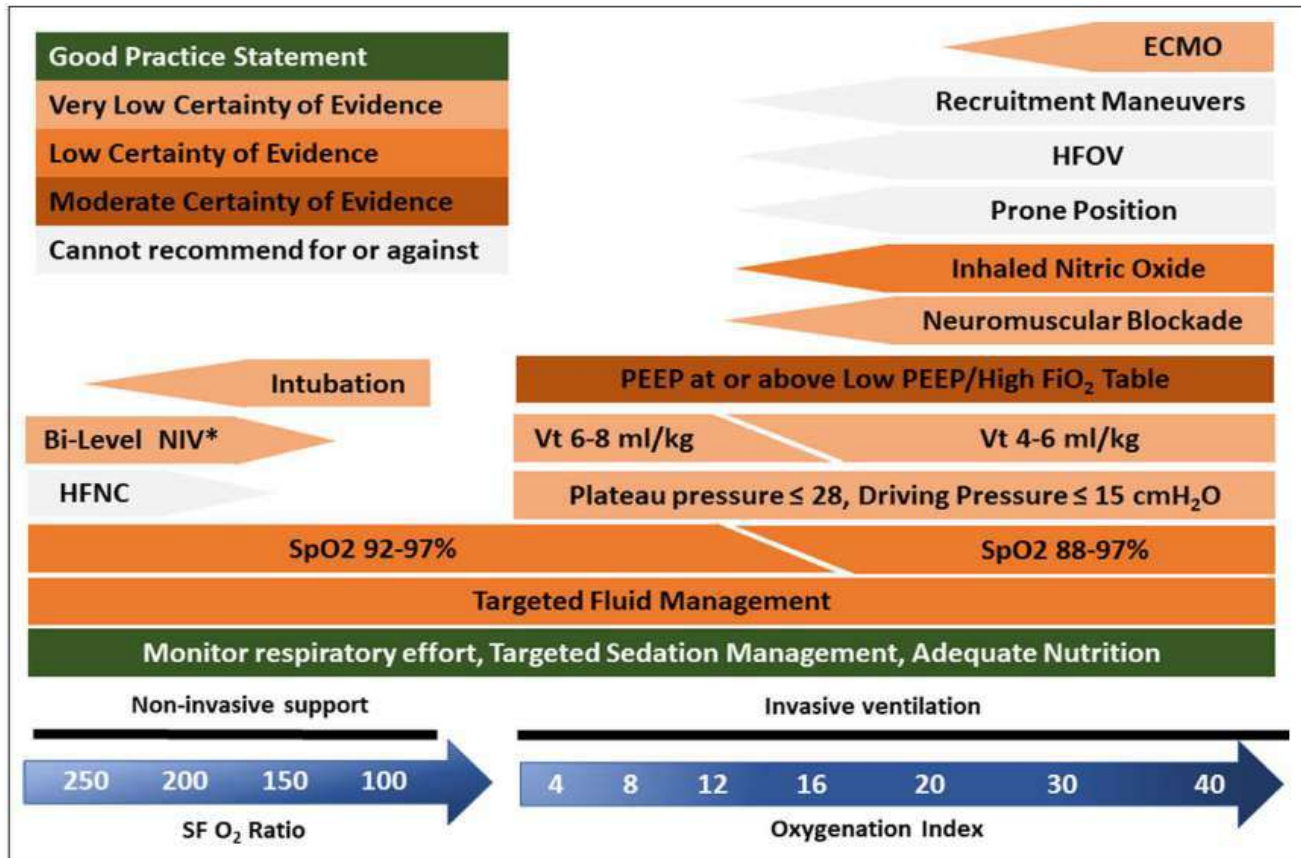 Good Practice Statement
Very Low Certainty of Evidence
Low Certainty of Evidence
Moderate Certainty of Evidence
Cannot recommend for or against
ECMO
Recruitment Maneuvers
HFOV
Prone Position
Inhaled Nitric Oxide
Neuromuscular Blockade
Intubation
PEEP at or above Low PEEP/High FiO₂ Table
Bi-Level NIV*
Vt 6-8 ml/kg
Vt 4-6 ml/kg
HFNC
Plateau pressure ≤ 28, Driving Pressure ≤ 15 cmH₂O
SpO2 92-97%
SpO2 88-97%
Targeted Fluid Management
Monitor respiratory effort, Targeted Sedation Management, Adequate Nutrition
Non-invasive support
Invasive ventilation
250 200 150 100
4 8 12 16 20 30 40
SF O₂ Ratio
Oxygenation Index